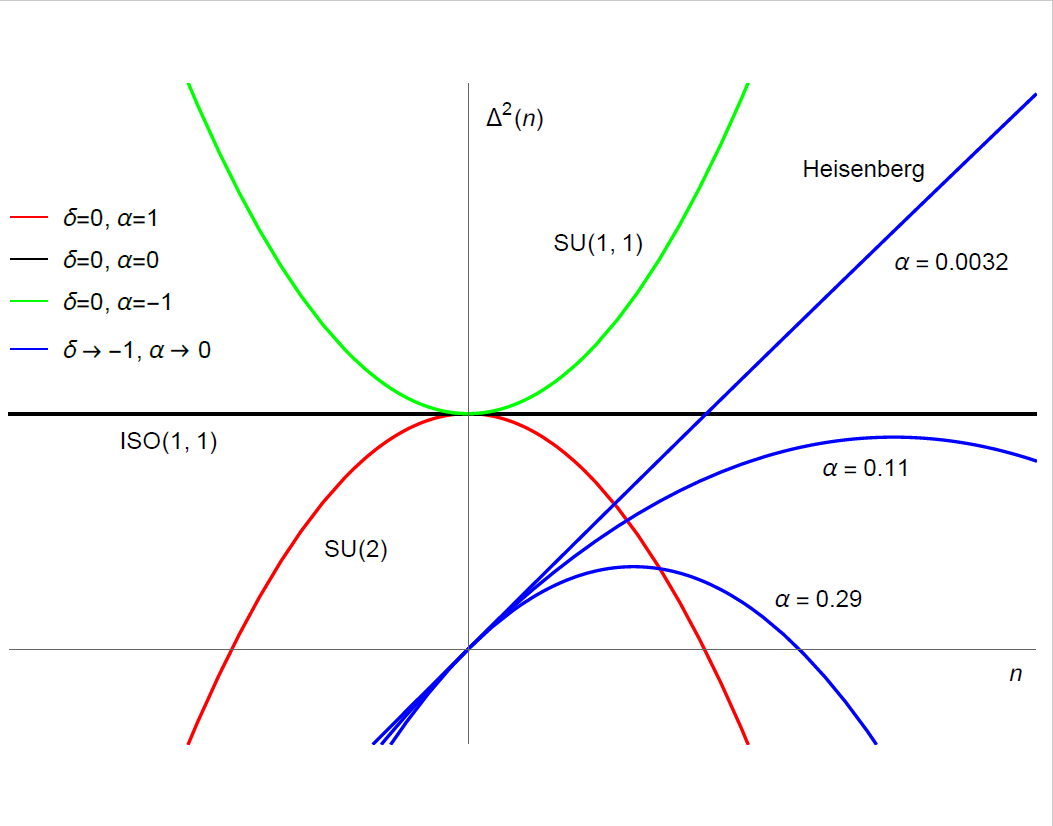 Δ²(n)
Heisenberg
δ=0, α=1
SU(1, 1)
δ=0, α=0
α = 0.0032
δ=0, α=−1
δ → −1, α → 0
ISO(1, 1)
α = 0.11
SU(2)
α = 0.29
n